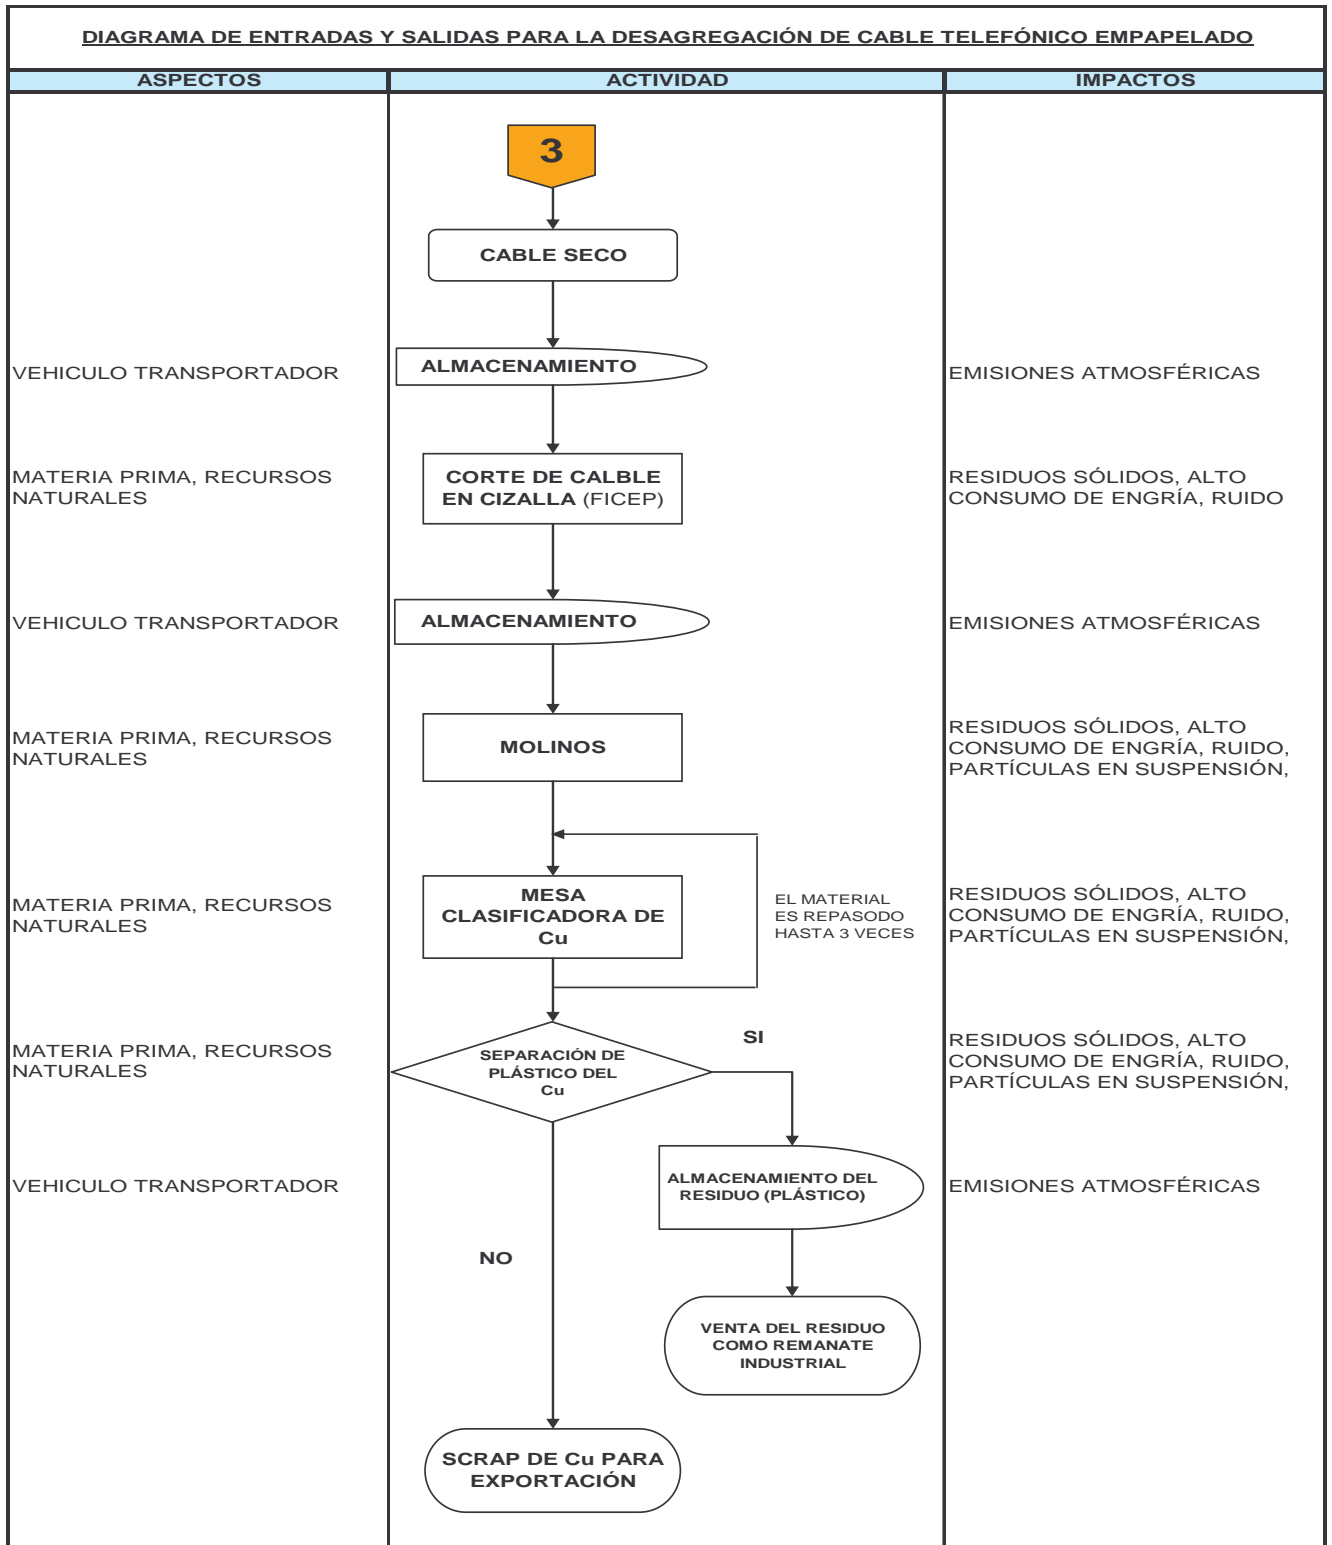 DIAGRAMA DE ENTRADAS Y SALIDAS PARA LA DESAGREGACIÓN DE CABLE TELEFÓNICO EMPAPELADO
ASPECTOS
ACTIVIDAD
IMPACTOS
3
CABLE SECO
VEHICULO TRANSPORTADOR
ALMACENAMIENTO
EMISIONES ATMOSFÉRICAS
MATERIA PRIMA, RECURSOS
NATURALES
CORTE DE CALBLE
EN CIZALLA (FICEP)
RESIDUOS SÓLIDOS, ALTO
CONSUMO DE ENGRÍA, RUIDO
VEHICULO TRANSPORTADOR
ALMACENAMIENTO
EMISIONES ATMOSFÉRICAS
MATERIA PRIMA, RECURSOS
NATURALES
MOLINOS
RESIDUOS SÓLIDOS, ALTO
CONSUMO DE ENGRÍA, RUIDO,
PARTÍCULAS EN SUSPENSIÓN,
MATERIA PRIMA, RECURSOS
NATURALES
MESA
CLASIFICADORA DE
Cu
EL MATERIAL
ES REPASODO
HASTA 3 VECES
RESIDUOS SÓLIDOS, ALTO
CONSUMO DE ENGRÍA, RUIDO,
PARTÍCULAS EN SUSPENSIÓN,
MATERIA PRIMA, RECURSOS
NATURALES
SEPARACIÓN DE
PLÁSTICO DEL
Cu
SI
RESIDUOS SÓLIDOS, ALTO
CONSUMO DE ENGRÍA, RUIDO,
PARTÍCULAS EN SUSPENSIÓN,
VEHICULO TRANSPORTADOR
ALMACENAMIENTO DEL
RESIDUO (PLÁSTICO)
EMISIONES ATMOSFÉRICAS
NO
VENTA DEL RESIDUO
COMO REMANATE
INDUSTRIAL
SCRAP DE Cu PARA
EXPORTACIÓN